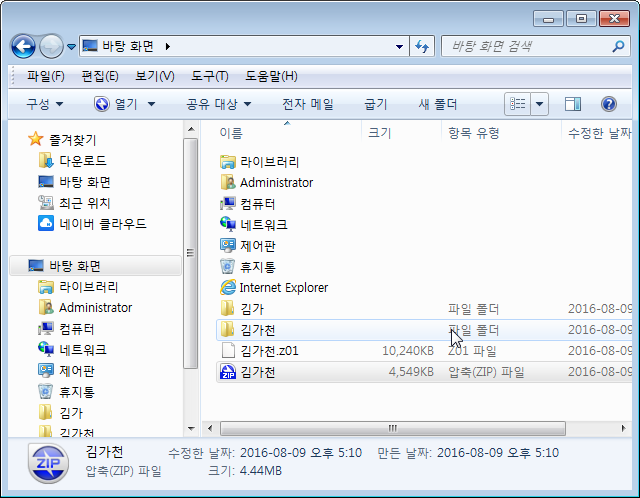 바탕 화면
바탕 화면 검색
파일(F) 편집(E) 보기(V) 도구(T) 도움말(H)
구성 열기 공유 대상 전자 메일 굽기 새 폴더
즐겨찾기
다운로드
바탕 화면
최근 위치
네이버 클라우드
바탕 화면
라이브러리
Administrator
컴퓨터
네트워크
제어판
휴지통
김가
김가천
이름 크기 항목 유형 수정한 날짜
라이브러리
Administrator
컴퓨터
네트워크
제어판
휴지통
Internet Explorer
김가 파일 폴더 2016-08-09
김가천 파일 폴더 2016-08-09
김가천.z01 10,240KB Z01 파일 2016-08-09
ZIP 김가천 4,549KB 압축(ZIP) 파일 2016-08-09
ZIP
김가천 수정한 날짜: 2016-08-09 오후 5:10 만든 날짜: 2016-08-09 오후 5:10
압축(ZIP) 파일 크기: 4.44MB